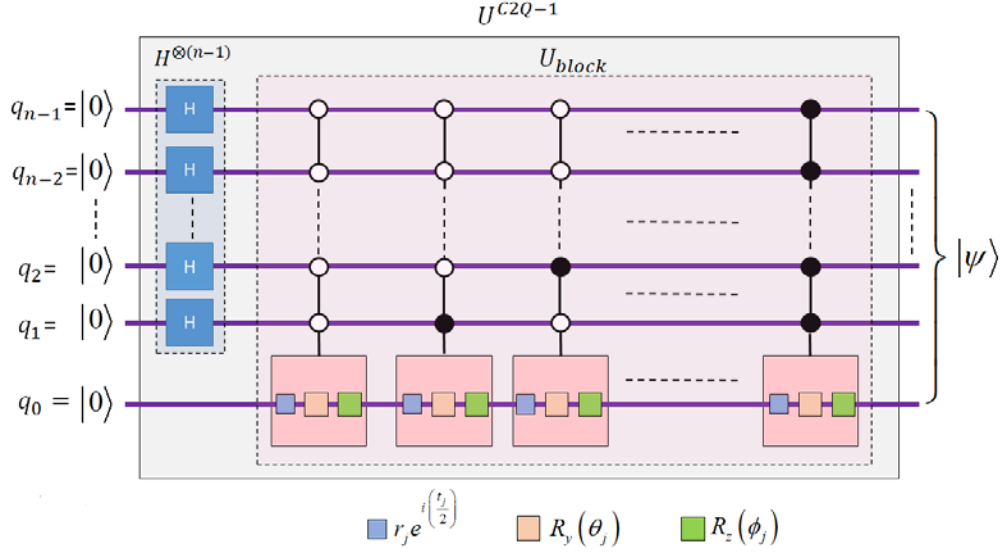 U^{C2Q-1}
H^{⊗(n-1)}
U_{block}
q_{n-1}=|0⟩ H
q_{n-2}=|0⟩ H
q_2= |0⟩ H
|ψ⟩
q_1= |0⟩ H
q_0 = |0⟩
r_j e^{i(t_j/2)} R_y(θ_j) R_z(ϕ_j)